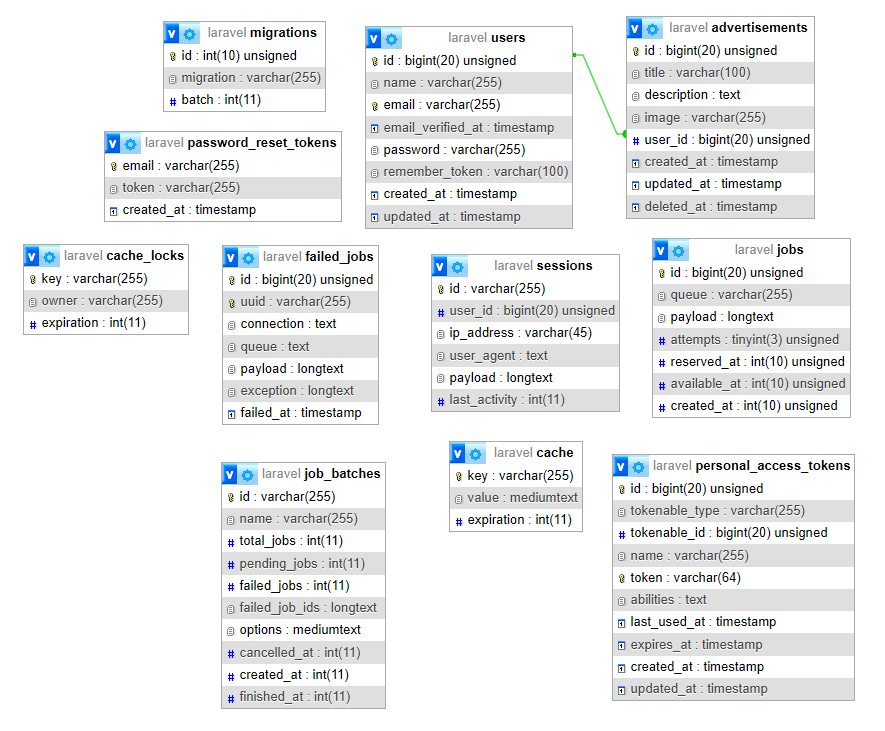 laravel migrations
id : int(10) unsigned
migration : varchar(255)
batch : int(11)
laravel users
id : bigint(20) unsigned
name : varchar(255)
email : varchar(255)
email_verified_at : timestamp
password : varchar(255)
remember_token : varchar(100)
created_at : timestamp
updated_at : timestamp
laravel advertisements
id : bigint(20) unsigned
title : varchar(100)
description : text
image : varchar(255)
user_id : bigint(20) unsigned
created_at : timestamp
updated_at : timestamp
deleted_at : timestamp
laravel password_reset_tokens
email : varchar(255)
token : varchar(255)
created_at : timestamp
laravel cache_locks
key : varchar(255)
owner : varchar(255)
expiration : int(11)
laravel failed_jobs
id : bigint(20) unsigned
uuid : varchar(255)
connection : text
queue : text
payload : longtext
exception : longtext
failed_at : timestamp
laravel sessions
id : varchar(255)
user_id : bigint(20) unsigned
ip_address : varchar(45)
user_agent : text
payload : longtext
last_activity : int(11)
laravel jobs
id : bigint(20) unsigned
queue : varchar(255)
payload : longtext
attempts : tinyint(3) unsigned
reserved_at : int(10) unsigned
available_at : int(10) unsigned
created_at : int(10) unsigned
laravel job_batches
id : varchar(255)
name : varchar(255)
total_jobs : int(11)
pending_jobs : int(11)
failed_jobs : int(11)
failed_job_ids : longtext
options : mediumtext
cancelled_at : int(11)
created_at : int(11)
finished_at : int(11)
laravel cache
key : varchar(255)
value : mediumtext
expiration : int(11)
laravel personal_access_tokens
id : bigint(20) unsigned
tokenable_type : varchar(255)
tokenable_id : bigint(20) unsigned
name : varchar(255)
token : varchar(64)
abilities : text
last_used_at : timestamp
expires_at : timestamp
created_at : timestamp
updated_at : timestamp